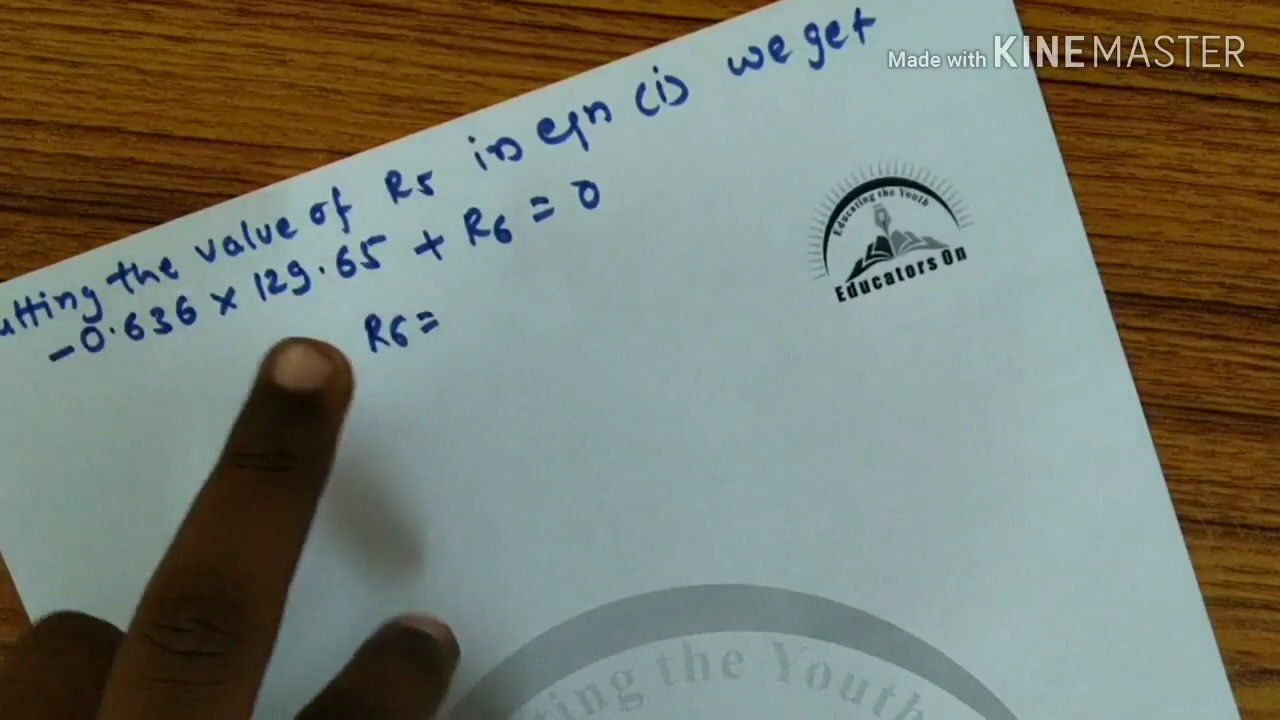 Made with KINEMASTER
utting the value of R5 in eqn (i) we get
-0.636 × 129.65 + R6 = 0
R6 =
Educating the Youth
Educators On
ting the Youth